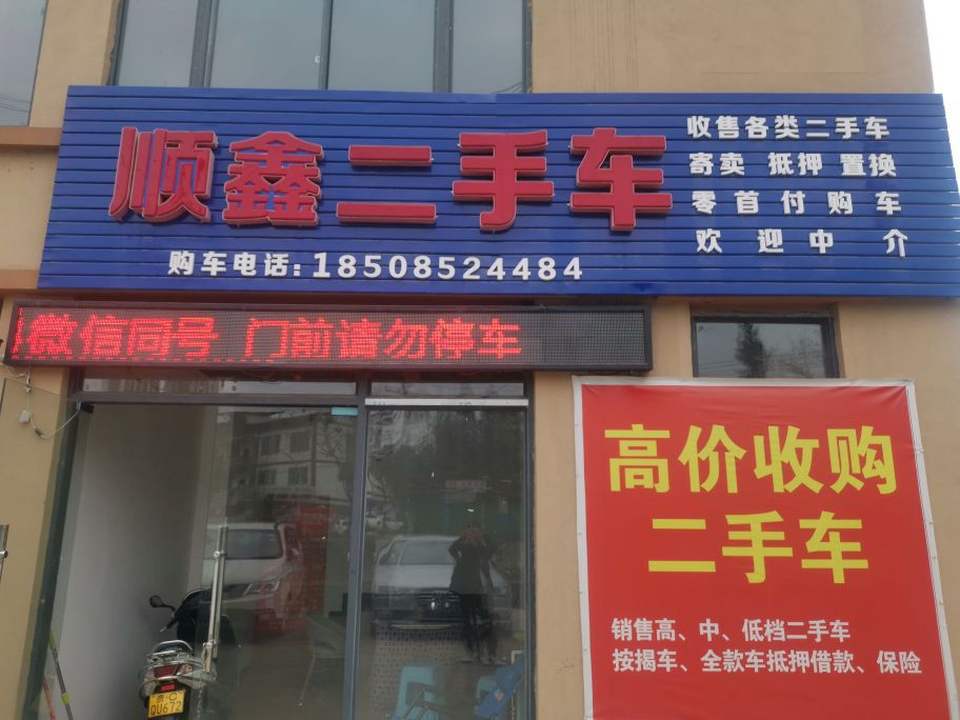 顺鑫二手车
购车电话:18508524484
收售各类二手车
寄卖 抵押 置换
零首付购车
欢迎中介
微信同号 门前请勿停车
高价收购
二手车
销售高、中、低档二手车
按揭车、全款车抵押借款、保险
QU672